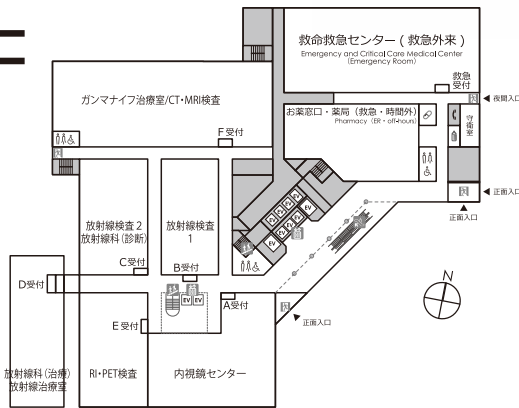 救命救急センター ( 救急外来 )
Emergency and Critical Care Medical Center
(Emergency Room)
救急
受付
夜間入口
ガンマナイフ治療室/CT・MRI検査
お薬窓口・薬局（救急・時間外）
Pharmacy (ER・off-hours)
守衛室
F受付
正面入口
正面入口
放射線検査 2
放射線科(診断)
放射線検査
1
EV
EV
EV
C受付
B受付
D受付
EV
EV
A受付
N
正面入口
E受付
放射線科(治療)
放射線治療室
RI・PET検査
内視鏡センター